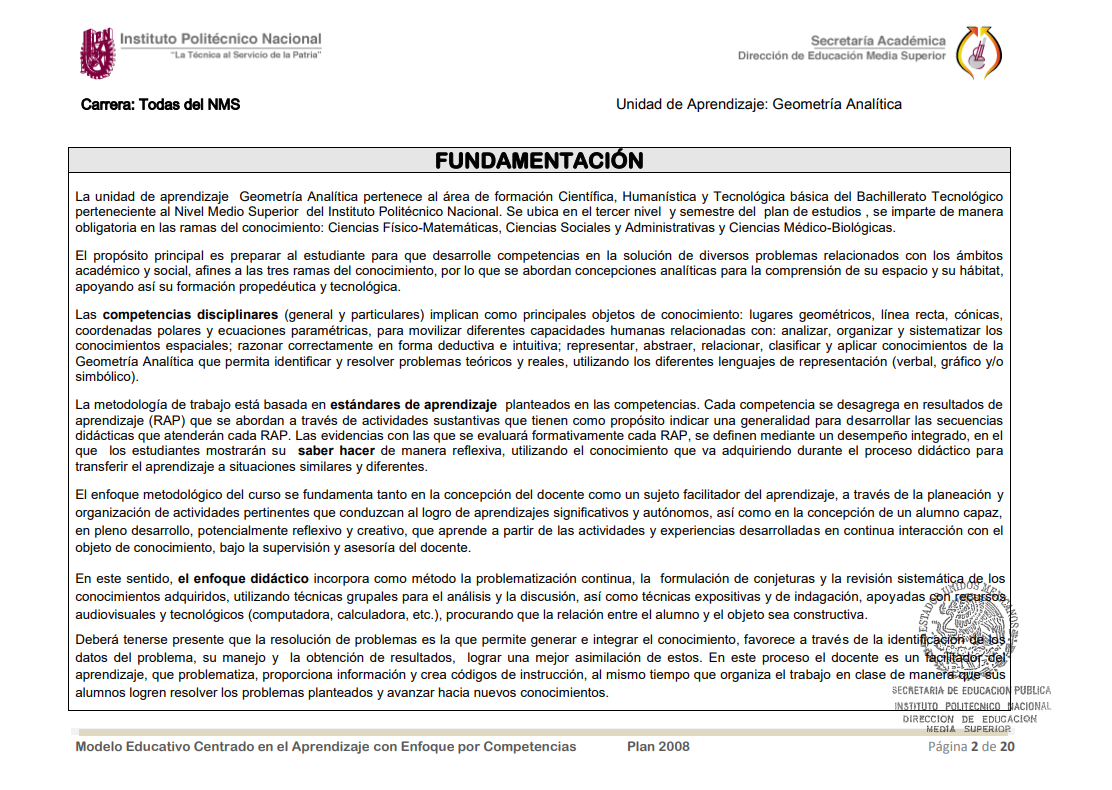 Instituto Politécnico Nacional
"La Técnica al Servicio de la Patria"
Secretaría Académica
Dirección de Educación Media Superior
Carrera: Todas del NMS
Unidad de Aprendizaje: Geometría Analítica
FUNDAMENTACIÓN
La unidad de aprendizaje Geometría Analítica pertenece al área de formación Científica, Humanística y Tecnológica básica del Bachillerato Tecnológico
perteneciente al Nivel Medio Superior del Instituto Politécnico Nacional. Se ubica en el tercer nivel y semestre del plan de estudios , se imparte de manera
obligatoria en las ramas del conocimiento: Ciencias Físico-Matemáticas, Ciencias Sociales y Administrativas y Ciencias Médico-Biológicas.
El propósito principal es preparar al estudiante para que desarrolle competencias en la solución de diversos problemas relacionados con los ámbitos
académico y social, afines a las tres ramas del conocimiento, por lo que se abordan concepciones analíticas para la comprensión de su espacio y su hábitat,
apoyando así su formación propedéutica y tecnológica.
Las competencias disciplinares (general y particulares) implican como principales objetos de conocimiento: lugares geométricos, línea recta, cónicas,
coordenadas polares y ecuaciones paramétricas, para movilizar diferentes capacidades humanas relacionadas con: analizar, organizar y sistematizar los
conocimientos espaciales; razonar correctamente en forma deductiva e intuitiva; representar, abstraer, relacionar, clasificar y aplicar conocimientos de la
Geometría Analítica que permita identificar y resolver problemas teóricos y reales, utilizando los diferentes lenguajes de representación (verbal, gráfico y/o
simbólico).
La metodología de trabajo está basada en estándares de aprendizaje planteados en las competencias. Cada competencia se desagrega en resultados de
aprendizaje (RAP) que se abordan a través de actividades sustantivas que tienen como propósito indicar una generalidad para desarrollar las secuencias
didácticas que atenderán cada RAP. Las evidencias con las que se evaluará formativamente cada RAP, se definen mediante un desempeño integrado, en el
que los estudiantes mostrarán su saber hacer de manera reflexiva, utilizando el conocimiento que va adquiriendo durante el proceso didáctico para
transferir el aprendizaje a situaciones similares y diferentes.
El enfoque metodológico del curso se fundamenta tanto en la concepción del docente como un sujeto facilitador del aprendizaje, a través de la planeación y
organización de actividades pertinentes que conduzcan al logro de aprendizajes significativos y autónomos, así como en la concepción de un alumno capaz,
en pleno desarrollo, potencialmente reflexivo y creativo, que aprende a partir de las actividades y experiencias desarrolladas en continua interacción con el
objeto de conocimiento, bajo la supervisión y asesoría del docente.
En este sentido, el enfoque didáctico incorpora como método la problematización continua, la formulación de conjeturas y la revisión sistemática de los
conocimientos adquiridos, utilizando técnicas grupales para el análisis y la discusión, así como técnicas expositivas y de indagación, apoyadas con recursos
audiovisuales y tecnológicos (computadora, calculadora, etc.), procurando que la relación entre el alumno y el objeto sea constructiva.
Deberá tenerse presente que la resolución de problemas es la que permite generar e integrar el conocimiento, favorece a través de la identificación de los
datos del problema, su manejo y la obtención de resultados, lograr una mejor asimilación de estos. En este proceso el docente es un facilitador del
aprendizaje, que problematiza, proporciona información y crea códigos de instrucción, al mismo tiempo que organiza el trabajo en clase de manera que sus
alumnos logren resolver los problemas planteados y avanzar hacia nuevos conocimientos.
ESTADOS UNIDOS MEXICANOS
SECRETARIA DE EDUCACION PUBLICA
INSTITUTO POLITECNICO NACIONAL
DIRECCION DE EDUCACION
MEDIA SUPERIOR
Modelo Educativo Centrado en el Aprendizaje con Enfoque por Competencias
Plan 2008
Página 2 de 20